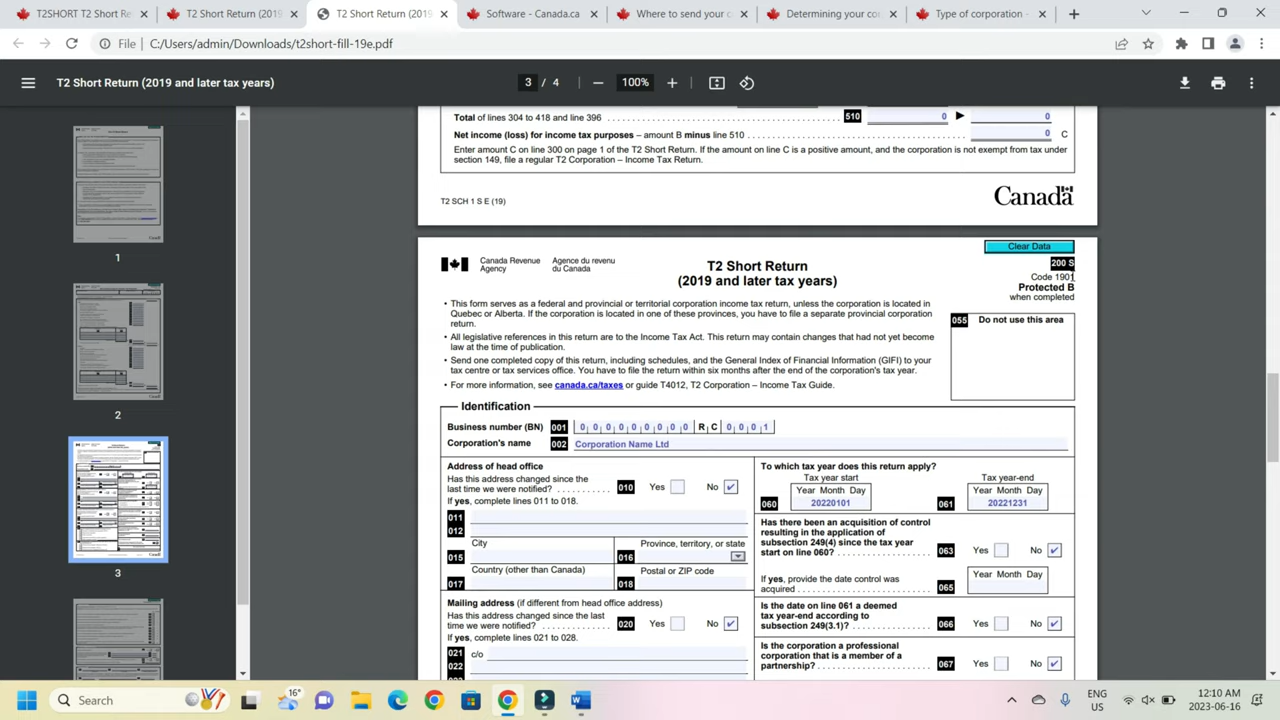 T2SHORT T2 Short Ret
T2 Short Return (2019
T2 Short Return (2019
Software - Canada.ca
Where to send your c
Determining your co
Type of corporation -
File
C:/Users/admin/Downloads/t2short-fill-19e.pdf
T2 Short Return (2019 and later tax years)
3 / 4
100%
1
2
3
Total of lines 304 to 418 and line 396 510 0 0
Net income (loss) for income tax purposes – amount B minus line 510 0 C
Enter amount C on line 300 on page 1 of the T2 Short Return. If the amount on line C is a positive amount, and the corporation is not exempt from tax under
section 149, file a regular T2 Corporation – Income Tax Return.
T2 SCH 1 S E (19)
Canada
Clear Data
Canada Revenue
Agency
Agence du revenu
du Canada
T2 Short Return
(2019 and later tax years)
200 S
Code 1901
Protected B
when completed
• This form serves as a federal and provincial or territorial corporation income tax return, unless the corporation is located in
Quebec or Alberta. If the corporation is located in one of these provinces, you have to file a separate provincial corporation
return.
• All legislative references in this return are to the Income Tax Act. This return may contain changes that had not yet become
law at the time of publication.
• Send one completed copy of this return, including schedules, and the General Index of Financial Information (GIFI) to your
tax centre or tax services office. You have to file the return within six months after the end of the corporation's tax year.
• For more information, see canada.ca/taxes or guide T4012, T2 Corporation – Income Tax Guide.
055 Do not use this area
Identification
Business number (BN) 001 0 0 0 0 0 0 0 0 0 R C 0 0 0 1
Corporation's name 002 Corporation Name Ltd
Address of head office
Has this address changed since the
last time we were notified? 010 Yes No
If yes, complete lines 011 to 018.
011
012
City Province, territory, or state
015 016
Country (other than Canada) Postal or ZIP code
017 018
Mailing address (if different from head office address)
Has this address changed since the last
time we were notified? 020 Yes No
If yes, complete lines 021 to 028.
021 c/o
022
To which tax year does this return apply?
Tax year start Tax year-end
Year Month Day Year Month Day
060 20220101 061 20221231
Has there been an acquisition of control
resulting in the application of
subsection 249(4) since the tax year
start on line 060? 063 Yes No
Year Month Day
If yes, provide the date control was
acquired 065
Is the date on line 061 a deemed
tax year-end according to
subsection 249(3.1)? 066 Yes No
Is the corporation a professional
corporation that is a member of a
partnership? 067 Yes No
Search
16°
ENG
US
12:10 AM
2023-06-16